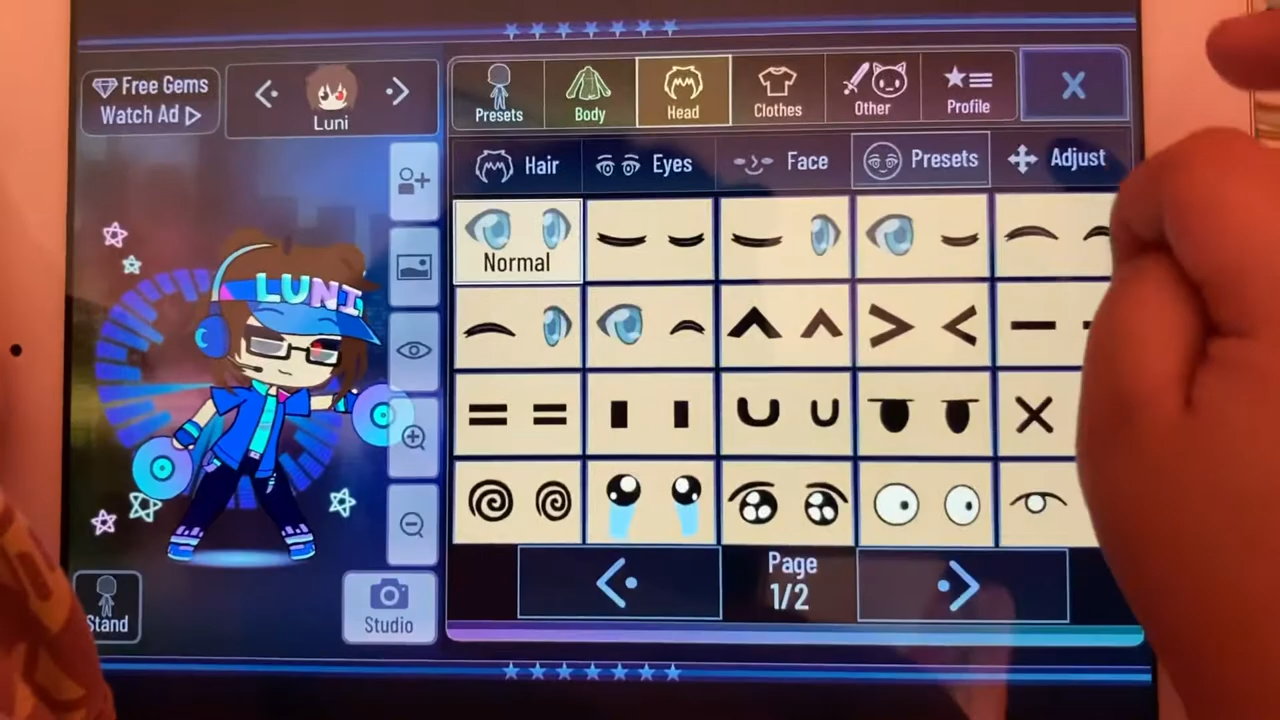 Free Gems
Watch Ad
Luni
Presets
Body
Head
Clothes
Other
Profile
X
Hair
Eyes
Face
Presets
Adjust
Normal
LUNI
Page
1/2
Stand
Studio